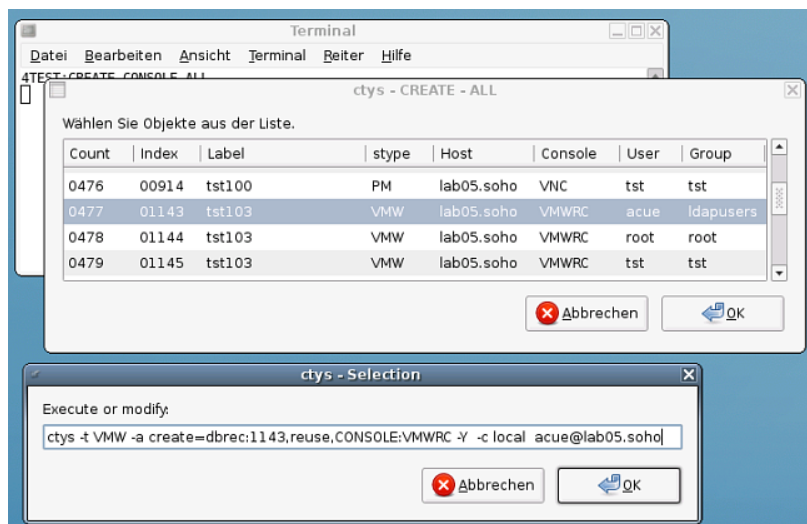 Terminal
Datei Bearbeiten Ansicht Terminal Reiter Hilfe
4TEST:CREATE CONSOLE ALL
ctys - CREATE - ALL
Wählen Sie Objekte aus der Liste.
Count Index Label stype Host Console User Group
0476 00914 tst100 PM lab05.soho VNC tst tst
0477 01143 tst103 VMW lab05.soho VMWRC acue ldapusers
0478 01144 tst103 VMW lab05.soho VMWRC root root
0479 01145 tst103 VMW lab05.soho VMWRC tst tst
Abbrechen OK
ctys - Selection
Execute or modify:
ctys -t VMW -a create=dbrec:1143,reuse,CONSOLE:VMWRC -Y -c local acue@lab05.soho
Abbrechen OK